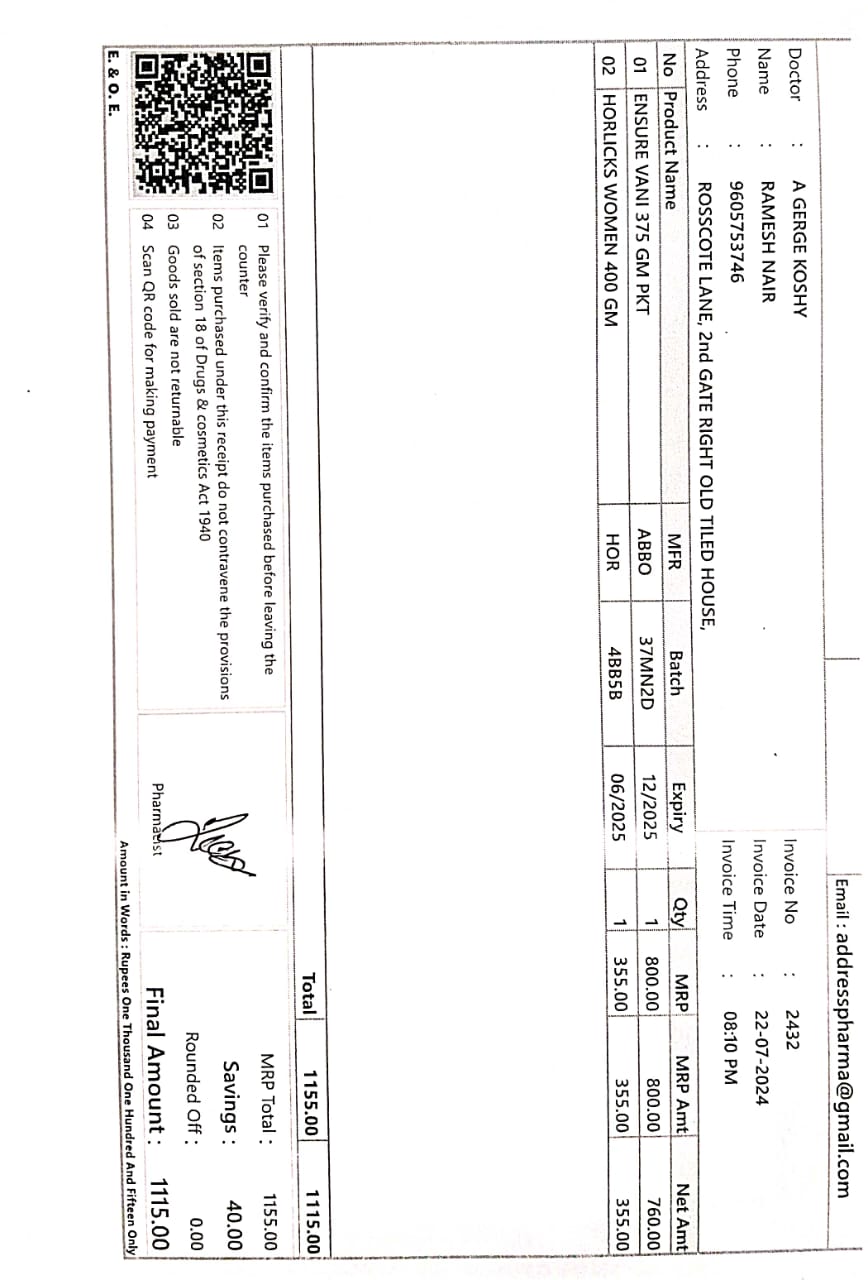 Email : addresspharma@gmail.com
Doctor : A GERGE KOSHY
Name : RAMESH NAIR
Phone : 9605753746
Address : ROSSCOTE LANE, 2nd GATE RIGHT OLD TILED HOUSE,
Invoice No : 2432
Invoice Date : 22-07-2024
Invoice Time : 08:10 PM
No Product Name MFR Batch Expiry Qty MRP MRP Amt Net Amt
01 ENSURE VANI 375 GM PKT ABBO 37MN2D 12/2025 1 800.00 800.00 760.00
02 HORLICKS WOMEN 400 GM HOR 4BB5B 06/2025 1 355.00 355.00 355.00
Total 1155.00 1115.00
01 Please verify and confirm the items purchased before leaving the
counter
02 Items purchased under this receipt do not contravene the provisions
of section 18 of Drugs & cosmetics Act 1940
03 Goods sold are not returnable
04 Scan QR code for making payment
E. & O. E.
Pharmacist
MRP Total : 1155.00
Savings : 40.00
Rounded Off : 0.00
Final Amount : 1115.00
Amount in Words : Rupees One Thousand One Hundred And Fifteen Only